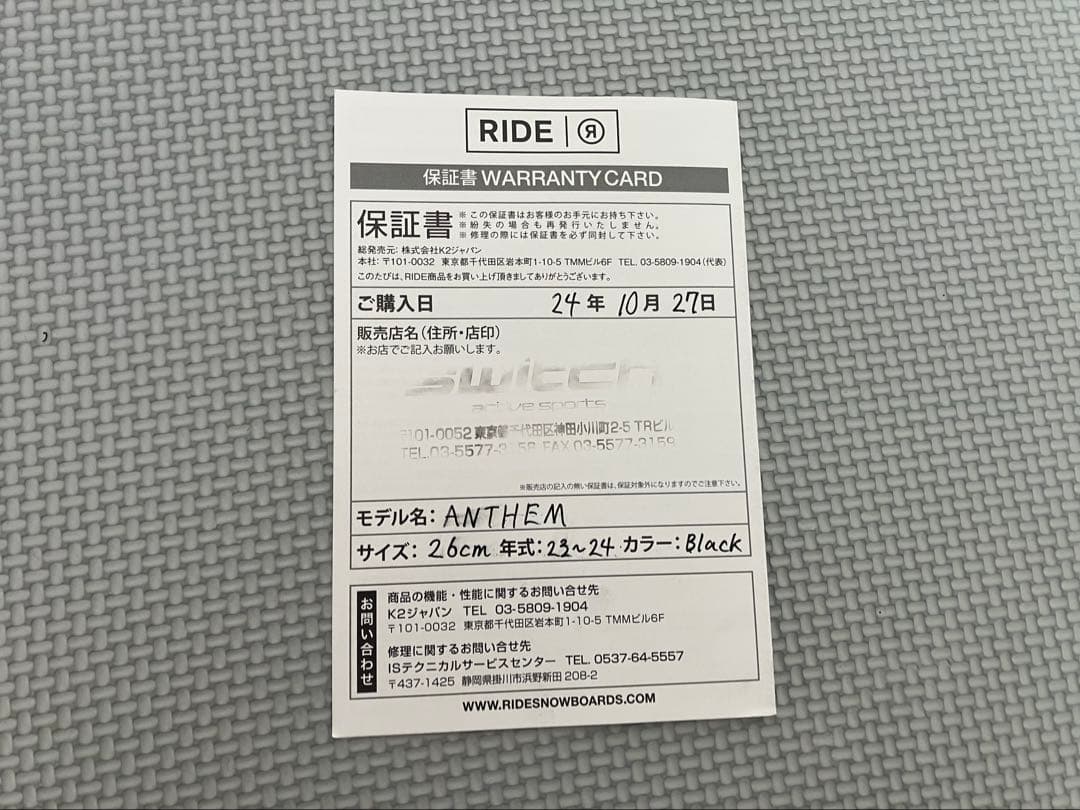 RIDE | Я
保証書 WARRANTY CARD
保証書
※この保証書はお客様のお手元にお持ち下さい。
※紛失の場合も再発行いたしません。
※修理の際には保証書を必ず同封して下さい。
総発売元: 株式会社K2ジャパン
本社: 〒101-0032 東京都千代田区岩本町1-10-5 TMMビル6F TEL. 03-5809-1904(代表)
このたびは、RIDE商品をお買い上げ頂きましてありがとうございます。
ご購入日 24年 10月 27日
販売店名(住所・店印)
※お店でご記入お願いします。
switch
active sports
〒101-0052 東京都千代田区神田小川町2-5 TRビル
TEL.03-5577-3158 FAX.03-5577-3159
※販売店の記入の無い保証書は、保証対象外になりますのでご注意下さい。
モデル名: ANTHEM
サイズ: 26cm 年式: 23~24 カラー: Black
お問い合わせ
商品の機能・性能に関するお問い合せ先
K2ジャパン TEL 03-5809-1904
〒101-0032 東京都千代田区岩本町1-10-5 TMMビル6F
修理に関するお問い合せ先
ISテクニカルサービスセンター TEL. 0537-64-5557
〒437-1425 静岡県掛川市浜野新田 208-2
WWW.RIDESNOWBOARDS.COM